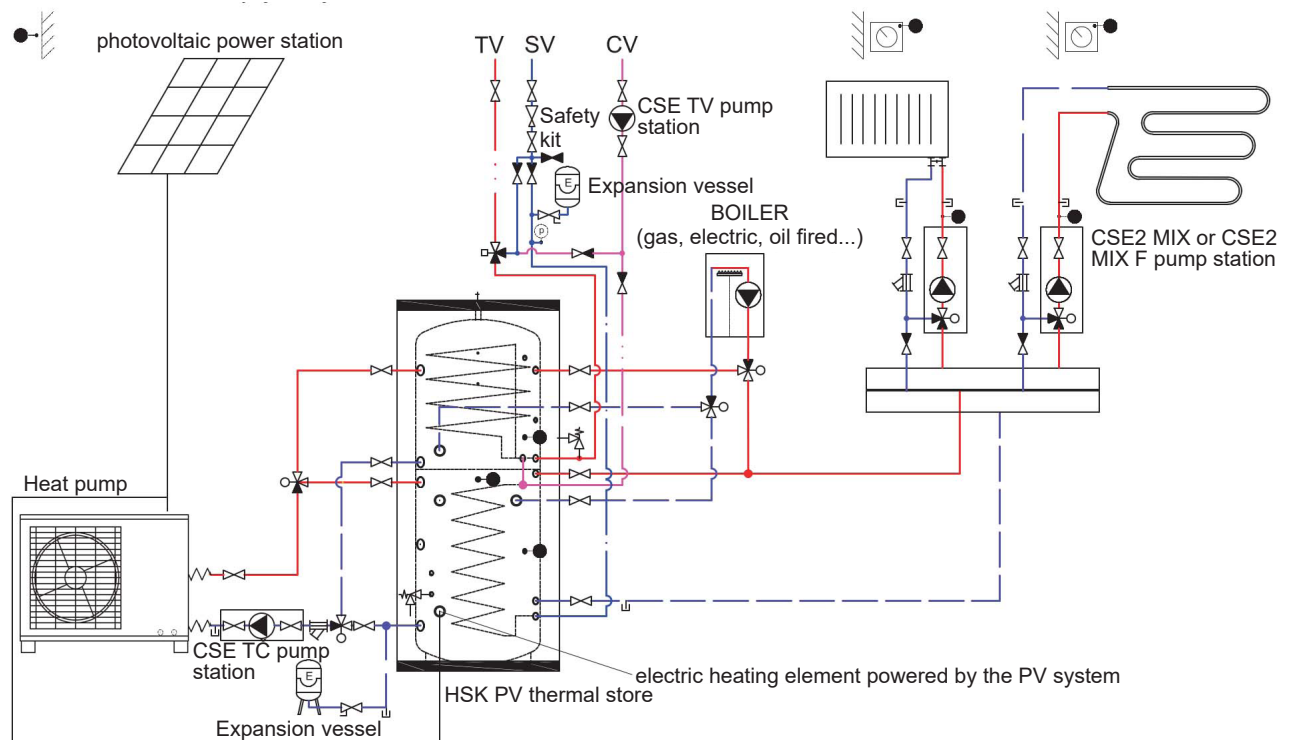 photovoltaic power station
TV SV CV
CSE TV pump
station
Safety
kit
E
Expansion vessel
p
BOILER
(gas, electric, oil fired...)
CSE2 MIX or CSE2
MIX F pump station
Heat pump
CSE TČ pump
station
E
Expansion vessel
HSK PV thermal store
electric heating element powered by the PV system